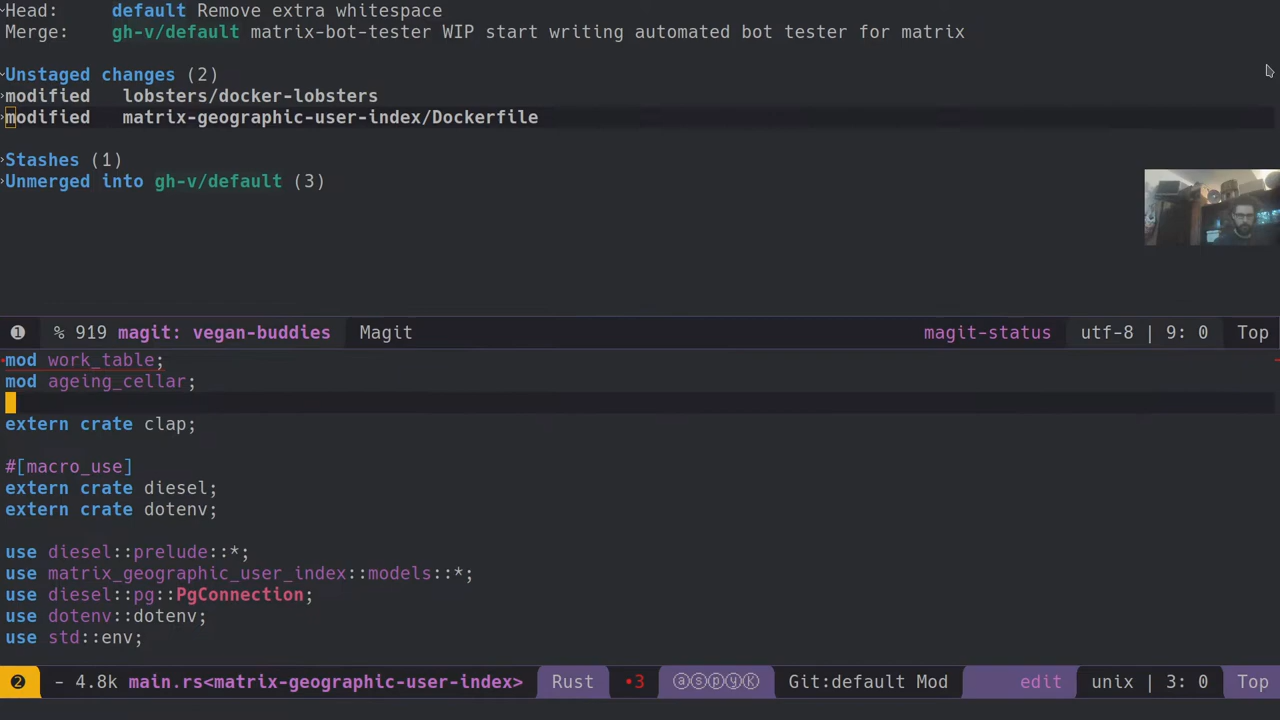 Head:     default Remove extra whitespace
Merge:    gh-v/default matrix-bot-tester WIP start writing automated bot tester for matrix
Unstaged changes (2)
modified   lobsters/docker-lobsters
modified   matrix-geographic-user-index/Dockerfile
Stashes (1)
Unmerged into gh-v/default (3)
❶ % 919 magit: vegan-buddies Magit magit-status utf-8 | 9: 0 Top
mod work_table;
mod ageing_cellar;
extern crate clap;
#[macro_use]
extern crate diesel;
extern crate dotenv;
use diesel::prelude::*;
use matrix_geographic_user_index::models::*;
use diesel::pg::PgConnection;
use dotenv::dotenv;
use std::env;
❷ - 4.8k main.rs<matrix-geographic-user-index> Rust •3 ⓐⓢⓟⓨⓀ Git:default Mod edit unix | 3: 0 Top